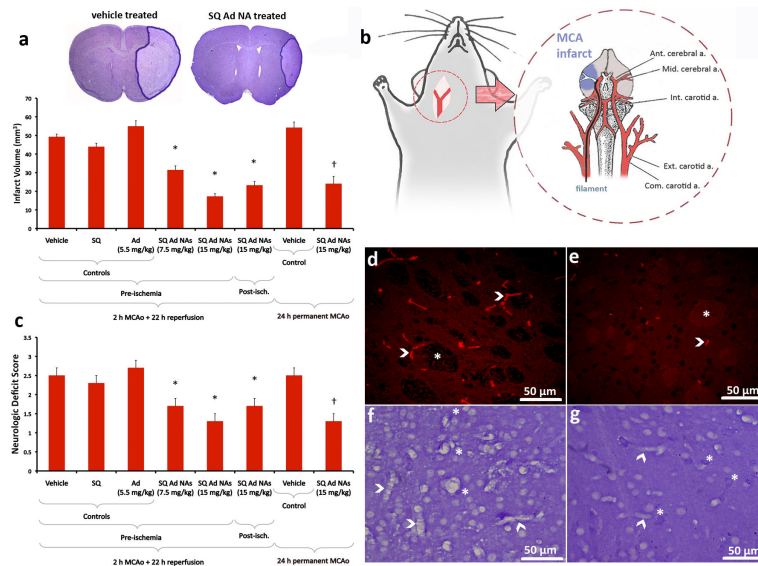 vehicle treated
SQ Ad NA treated
a
Infarct Volume (mm³)
70
60
50
40
30
20
10
0
*
*
*
†
Vehicle
SQ
Ad
(5.5 mg/kg)
SQ Ad NAs
(7.5 mg/kg)
SQ Ad NAs
(15 mg/kg)
SQ Ad NAs
(15 mg/kg)
Vehicle
SQ Ad NAs
(15 mg/kg)
Controls
Control
Pre-ischemia
Post-isch.
2 h MCAo + 22 h reperfusion
24 h permanent MCAo
b
MCA
infarct
Ant. cerebral a.
Mid. cerebral a.
Int. carotid a.
Ext. carotid a.
Com. carotid a.
filament
c
Neurologic Deficit Score
3.5
3
2.5
2
1.5
1
0.5
0
*
*
*
†
Vehicle
SQ
Ad
(5.5 mg/kg)
SQ Ad NAs
(7.5 mg/kg)
SQ Ad NAs
(15 mg/kg)
SQ Ad NAs
(15 mg/kg)
Vehicle
SQ Ad NAs
(15 mg/kg)
Controls
Control
Pre-ischemia
Post-isch.
2 h MCAo + 22 h reperfusion
24 h permanent MCAo
d
*
50 µm
e
*
50 µm
f
*
*
*
50 µm
g
*
*
*
50 µm